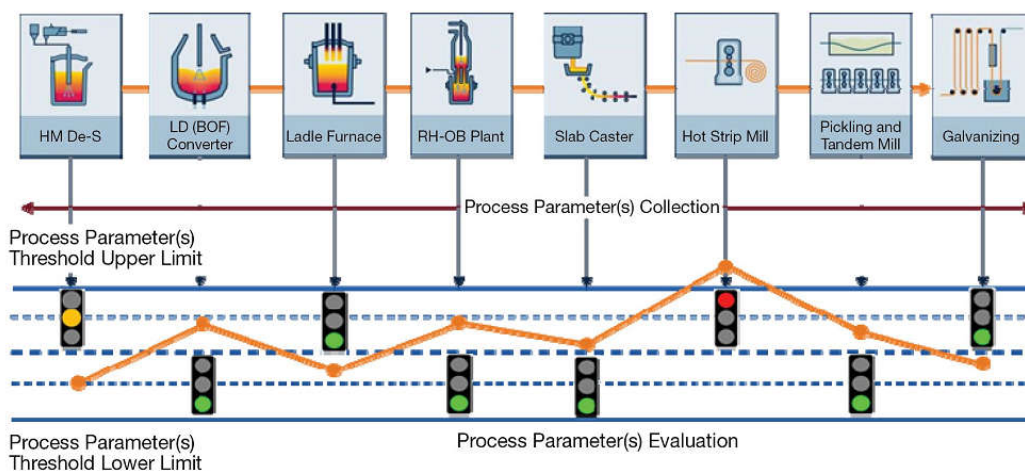 HM De-S
LD (BOF)
Converter
Ladle Furnace
RH-OB Plant
Slab Caster
Hot Strip Mill
Pickling and
Tandem Mill
Galvanizing
Process Parameter(s) Collection
Process Parameter(s)
Threshold Upper Limit
Process Parameter(s)
Threshold Lower Limit
Process Parameter(s) Evaluation